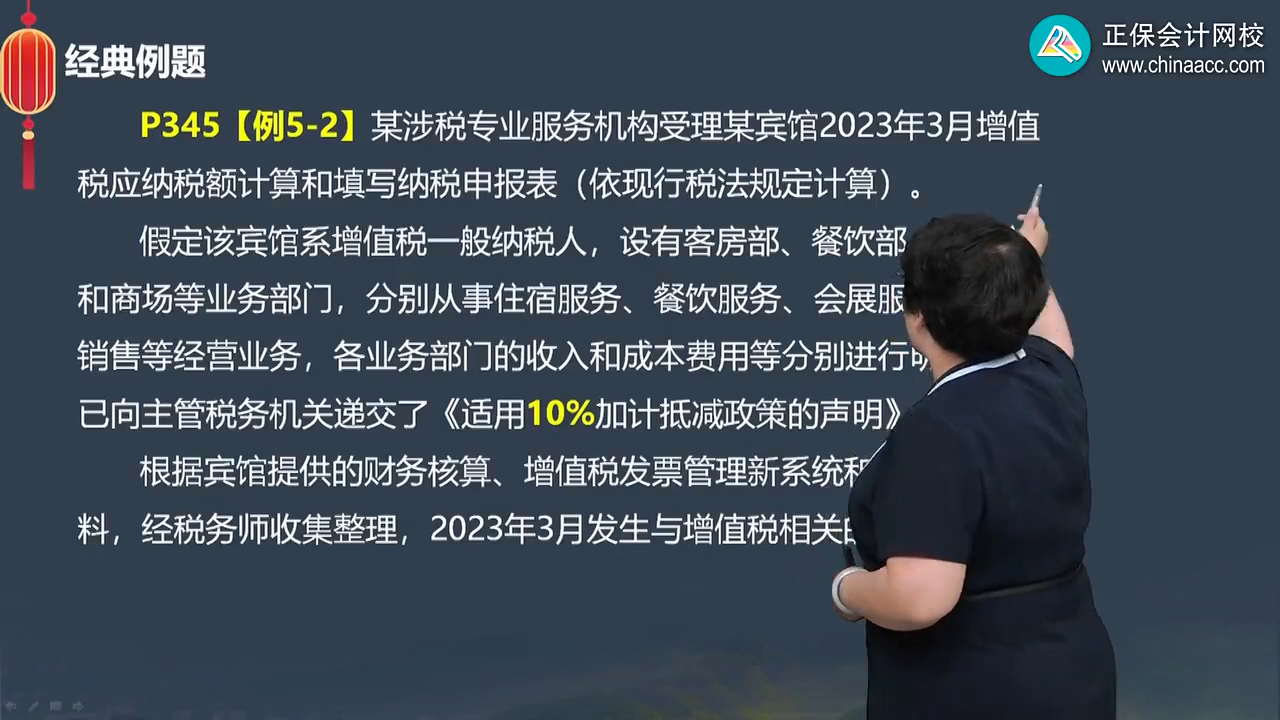 正保会计网校
www.chinaacc.com
经典例题
P345【例5-2】某涉税专业服务机构受理某宾馆2023年3月增值
税应纳税额计算和填写纳税申报表（依现行税法规定计算）。
假定该宾馆系增值税一般纳税人，设有客房部、餐饮部
和商场等业务部门，分别从事住宿服务、餐饮服务、会展服
销售等经营业务，各业务部门的收入和成本费用等分别进行
已向主管税务机关递交了《适用10%加计抵减政策的声明》
根据宾馆提供的财务核算、增值税发票管理新系统和
料，经税务师收集整理，2023年3月发生与增值税相关